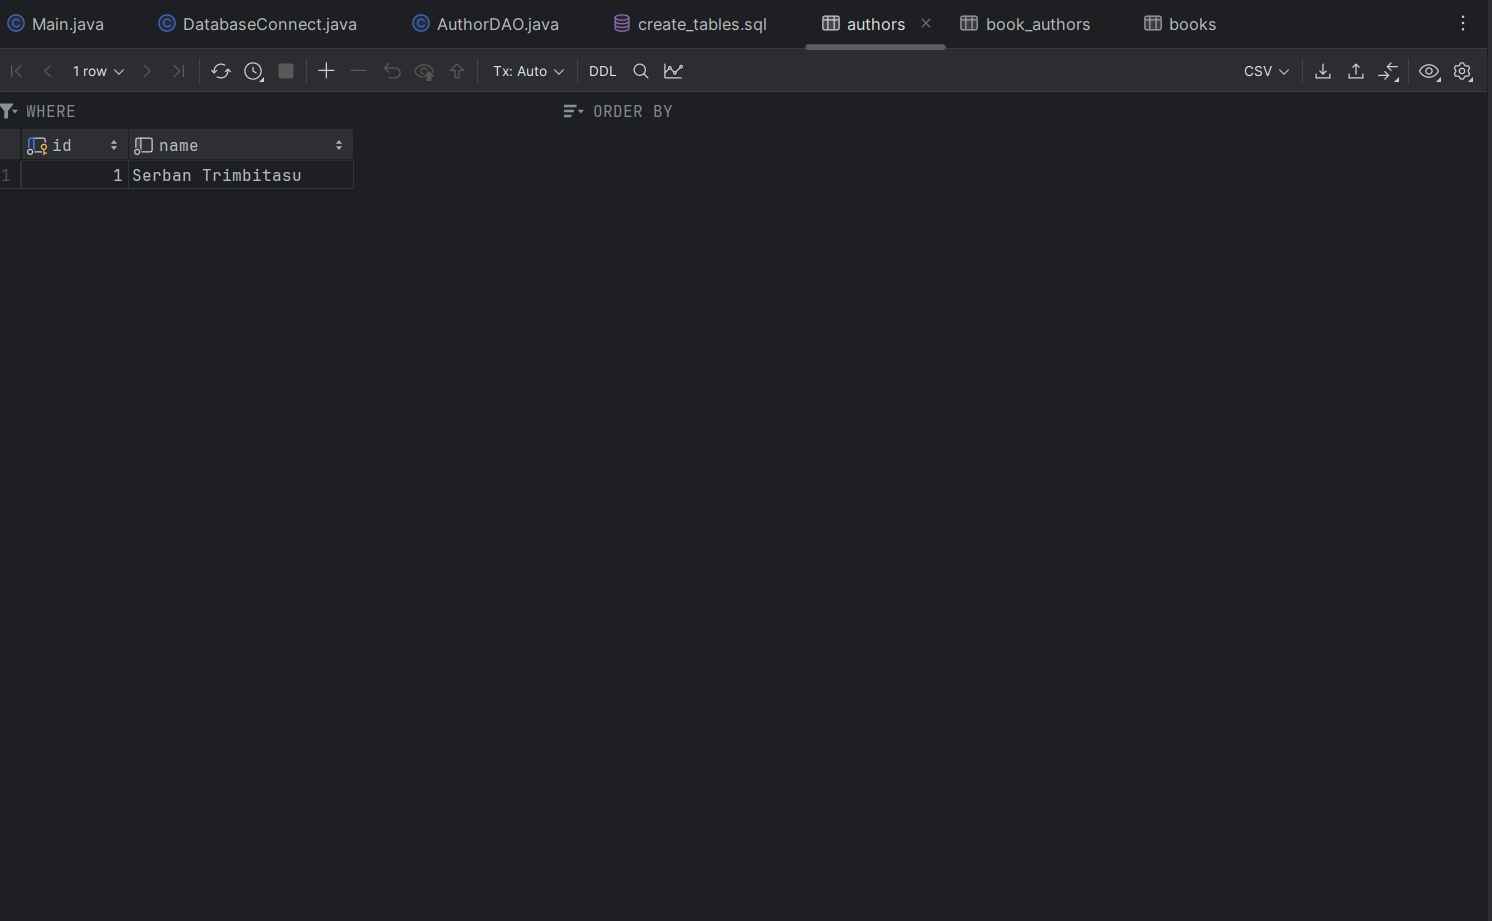 Main.java DatabaseConnect.java AuthorDAO.java create_tables.sql authors book_authors books
1 row Tx: Auto DDL CSV
WHERE ORDER BY
id name
1 1 Serban Trimbitasu